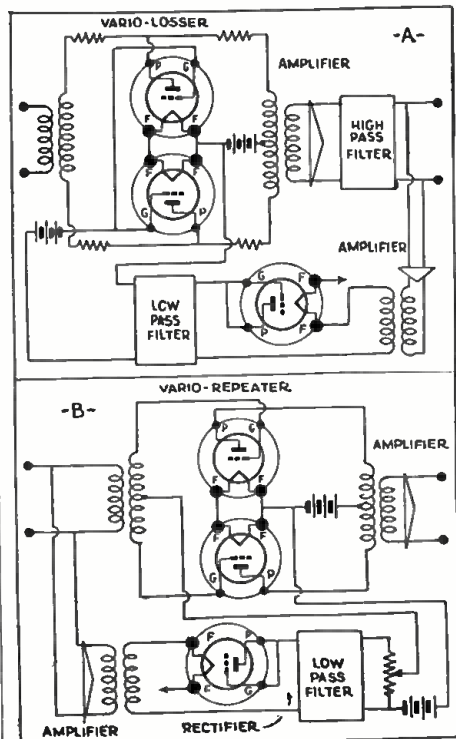 VARIO-LOSSER
-A-
P G
AMPLIFIER
F F
HIGH
PASS
FILTER
F F
G P
AMPLIFIER
LOW
PASS
FILTER
G F
P F
VARIO-REPEATER
-B-
P G
AMPLIFIER
F F
F F
G P
F P
F G
LOW
PASS
FILTER
AMPLIFIER
RECTIFIER